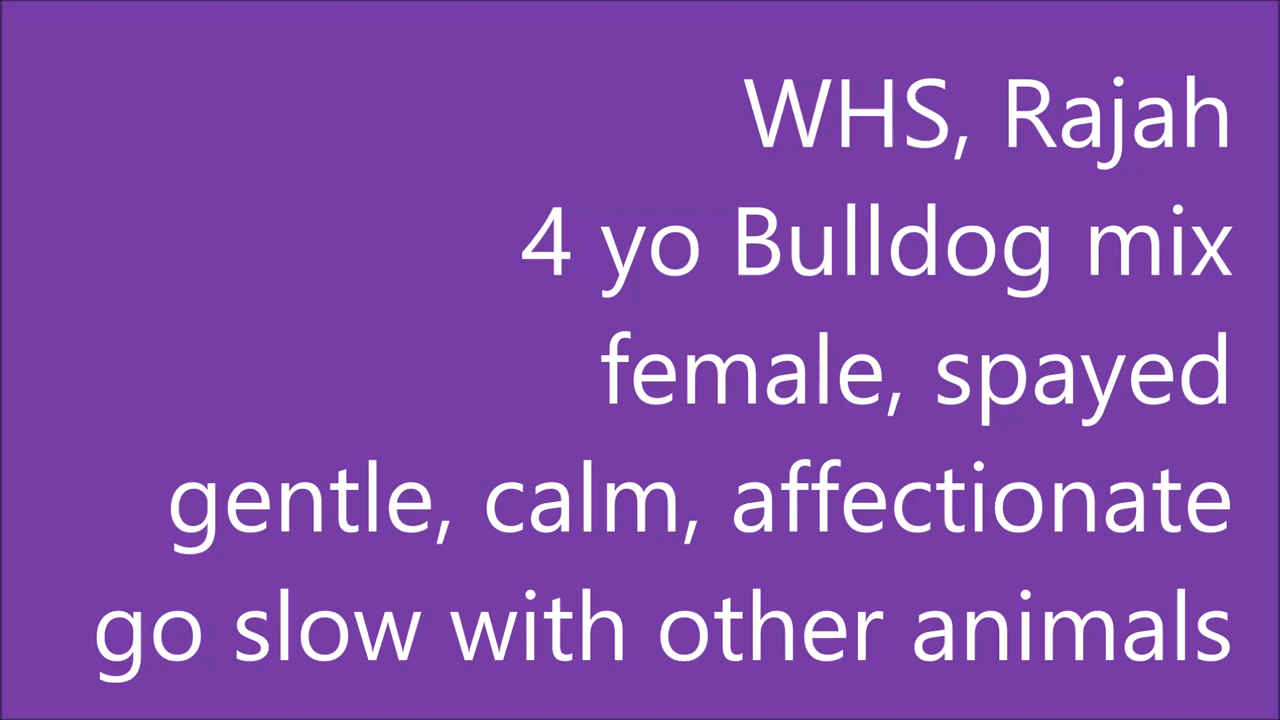 WHS, Rajah
4 yo Bulldog mix
female, spayed
gentle, calm, affectionate
go slow with other animals